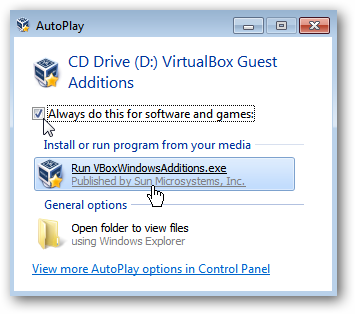 AutoPlay
CD Drive (D:) VirtualBox Guest
Additions
Always do this for software and games:
Install or run program from your media
Run VBoxWindowsAdditions.exe
Published by Sun Microsystems, Inc.
General options
Open folder to view files
using Windows Explorer
View more AutoPlay options in Control Panel